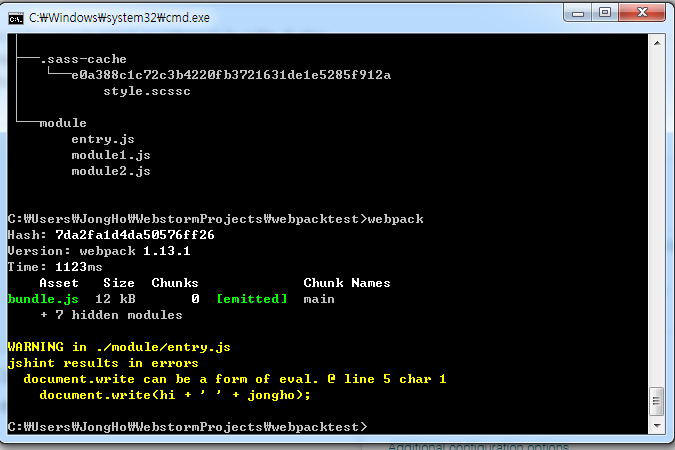 C:₩Windows₩system32₩cmd.exe
.sass-cache
e0a388c1c72c3b4220fb3721631de1e5285f912a
style.scssc
module
entry.js
module1.js
module2.js
C:₩Users₩JongHo₩WebstormProjects₩webpacktest>webpack
Hash: 7da2fa1d4da50576ff26
Version: webpack 1.13.1
Time: 1123ms
Asset Size Chunks Chunk Names
bundle.js 12 kB 0 [emitted] main
+ 7 hidden modules
WARNING in ./module/entry.js
jshint results in errors
document.write can be a form of eval. @ line 5 char 1
document.write(hi + ' ' + jongho);
C:₩Users₩JongHo₩WebstormProjects₩webpacktest>
Additional configuration options